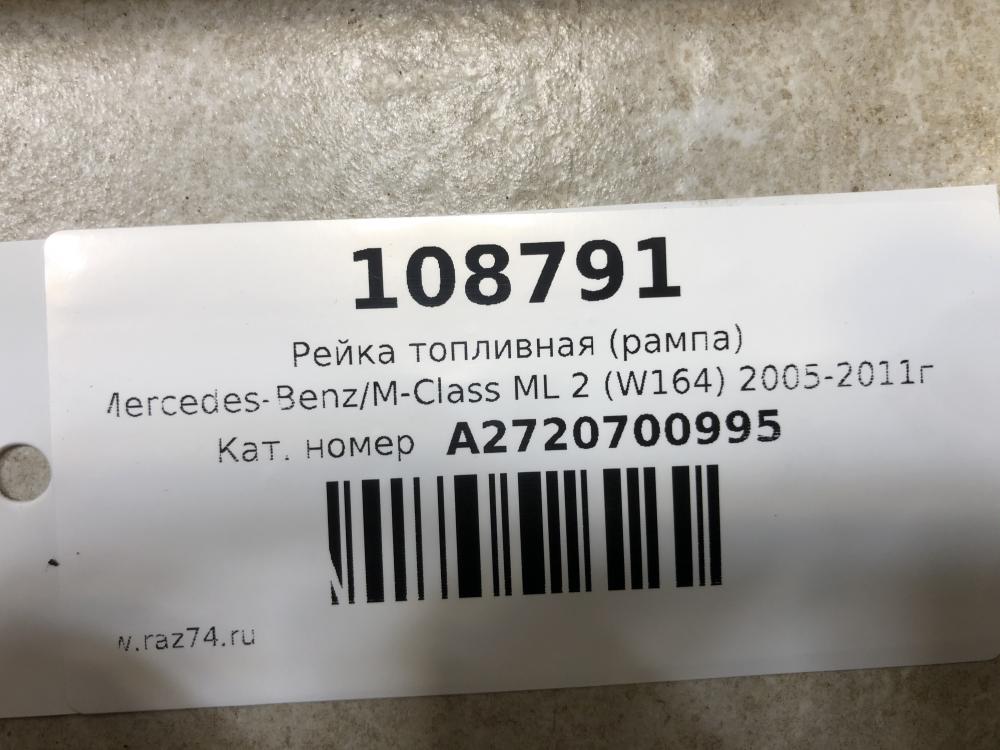 108791
Рейка топливная (рампа)
Mercedes-Benz/M-Class ML 2 (W164) 2005-2011г
Кат. номер A2720700995
w.raz74.ru